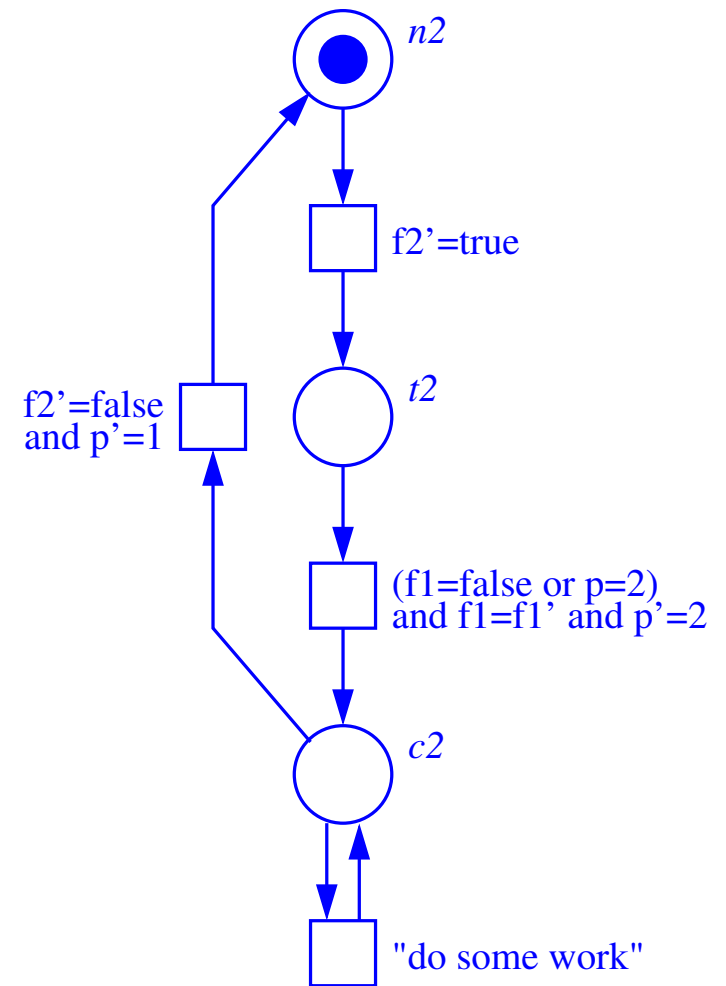 n2
f2’=true
t2
f2’=false
and p’=1
(f1=false or p=2)
and f1=f1’ and p’=2
c2
"do some work"